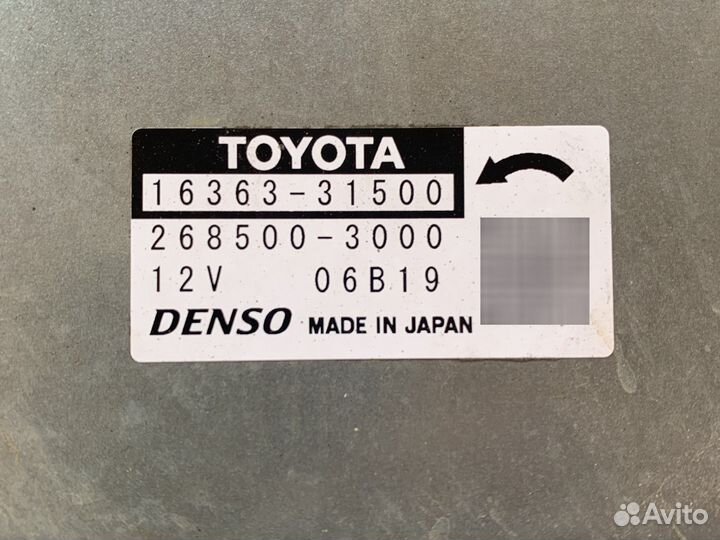 TOYOTA
16363-31500
268500-3000
12V 06B19
DENSO MADE IN JAPAN
Avito